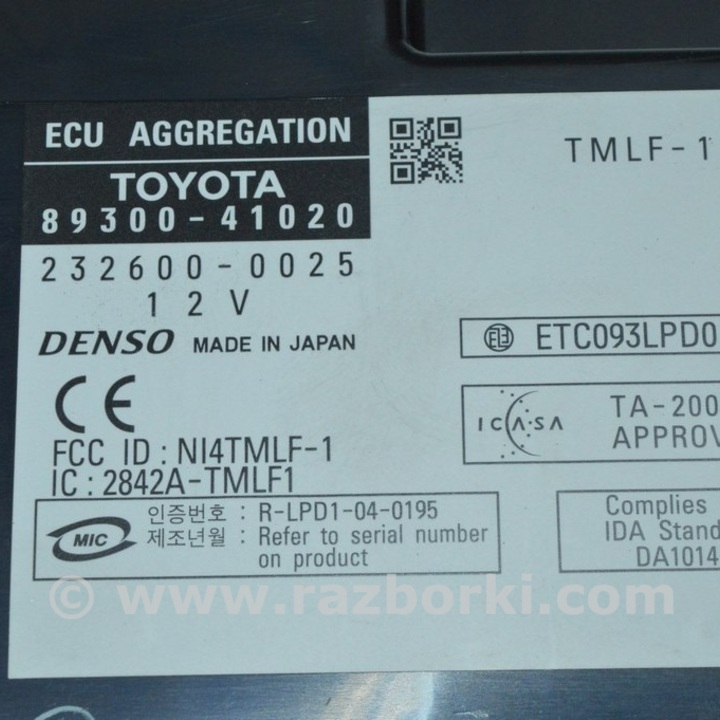 ECU AGGREGATION
TOYOTA
89300-41020
232600-0025
12V
DENSO MADE IN JAPAN
CE
FCC ID : NI4TMLF-1
IC : 2842A-TMLF1
MIC
인증번호 : R-LPD1-04-0195
제조년월 : Refer to serial number
on product
TMLF-1
ETC093LPD0
ICASA
TA-200
APPROV
Complies
IDA Stand
DA1014
© www.razborki.com